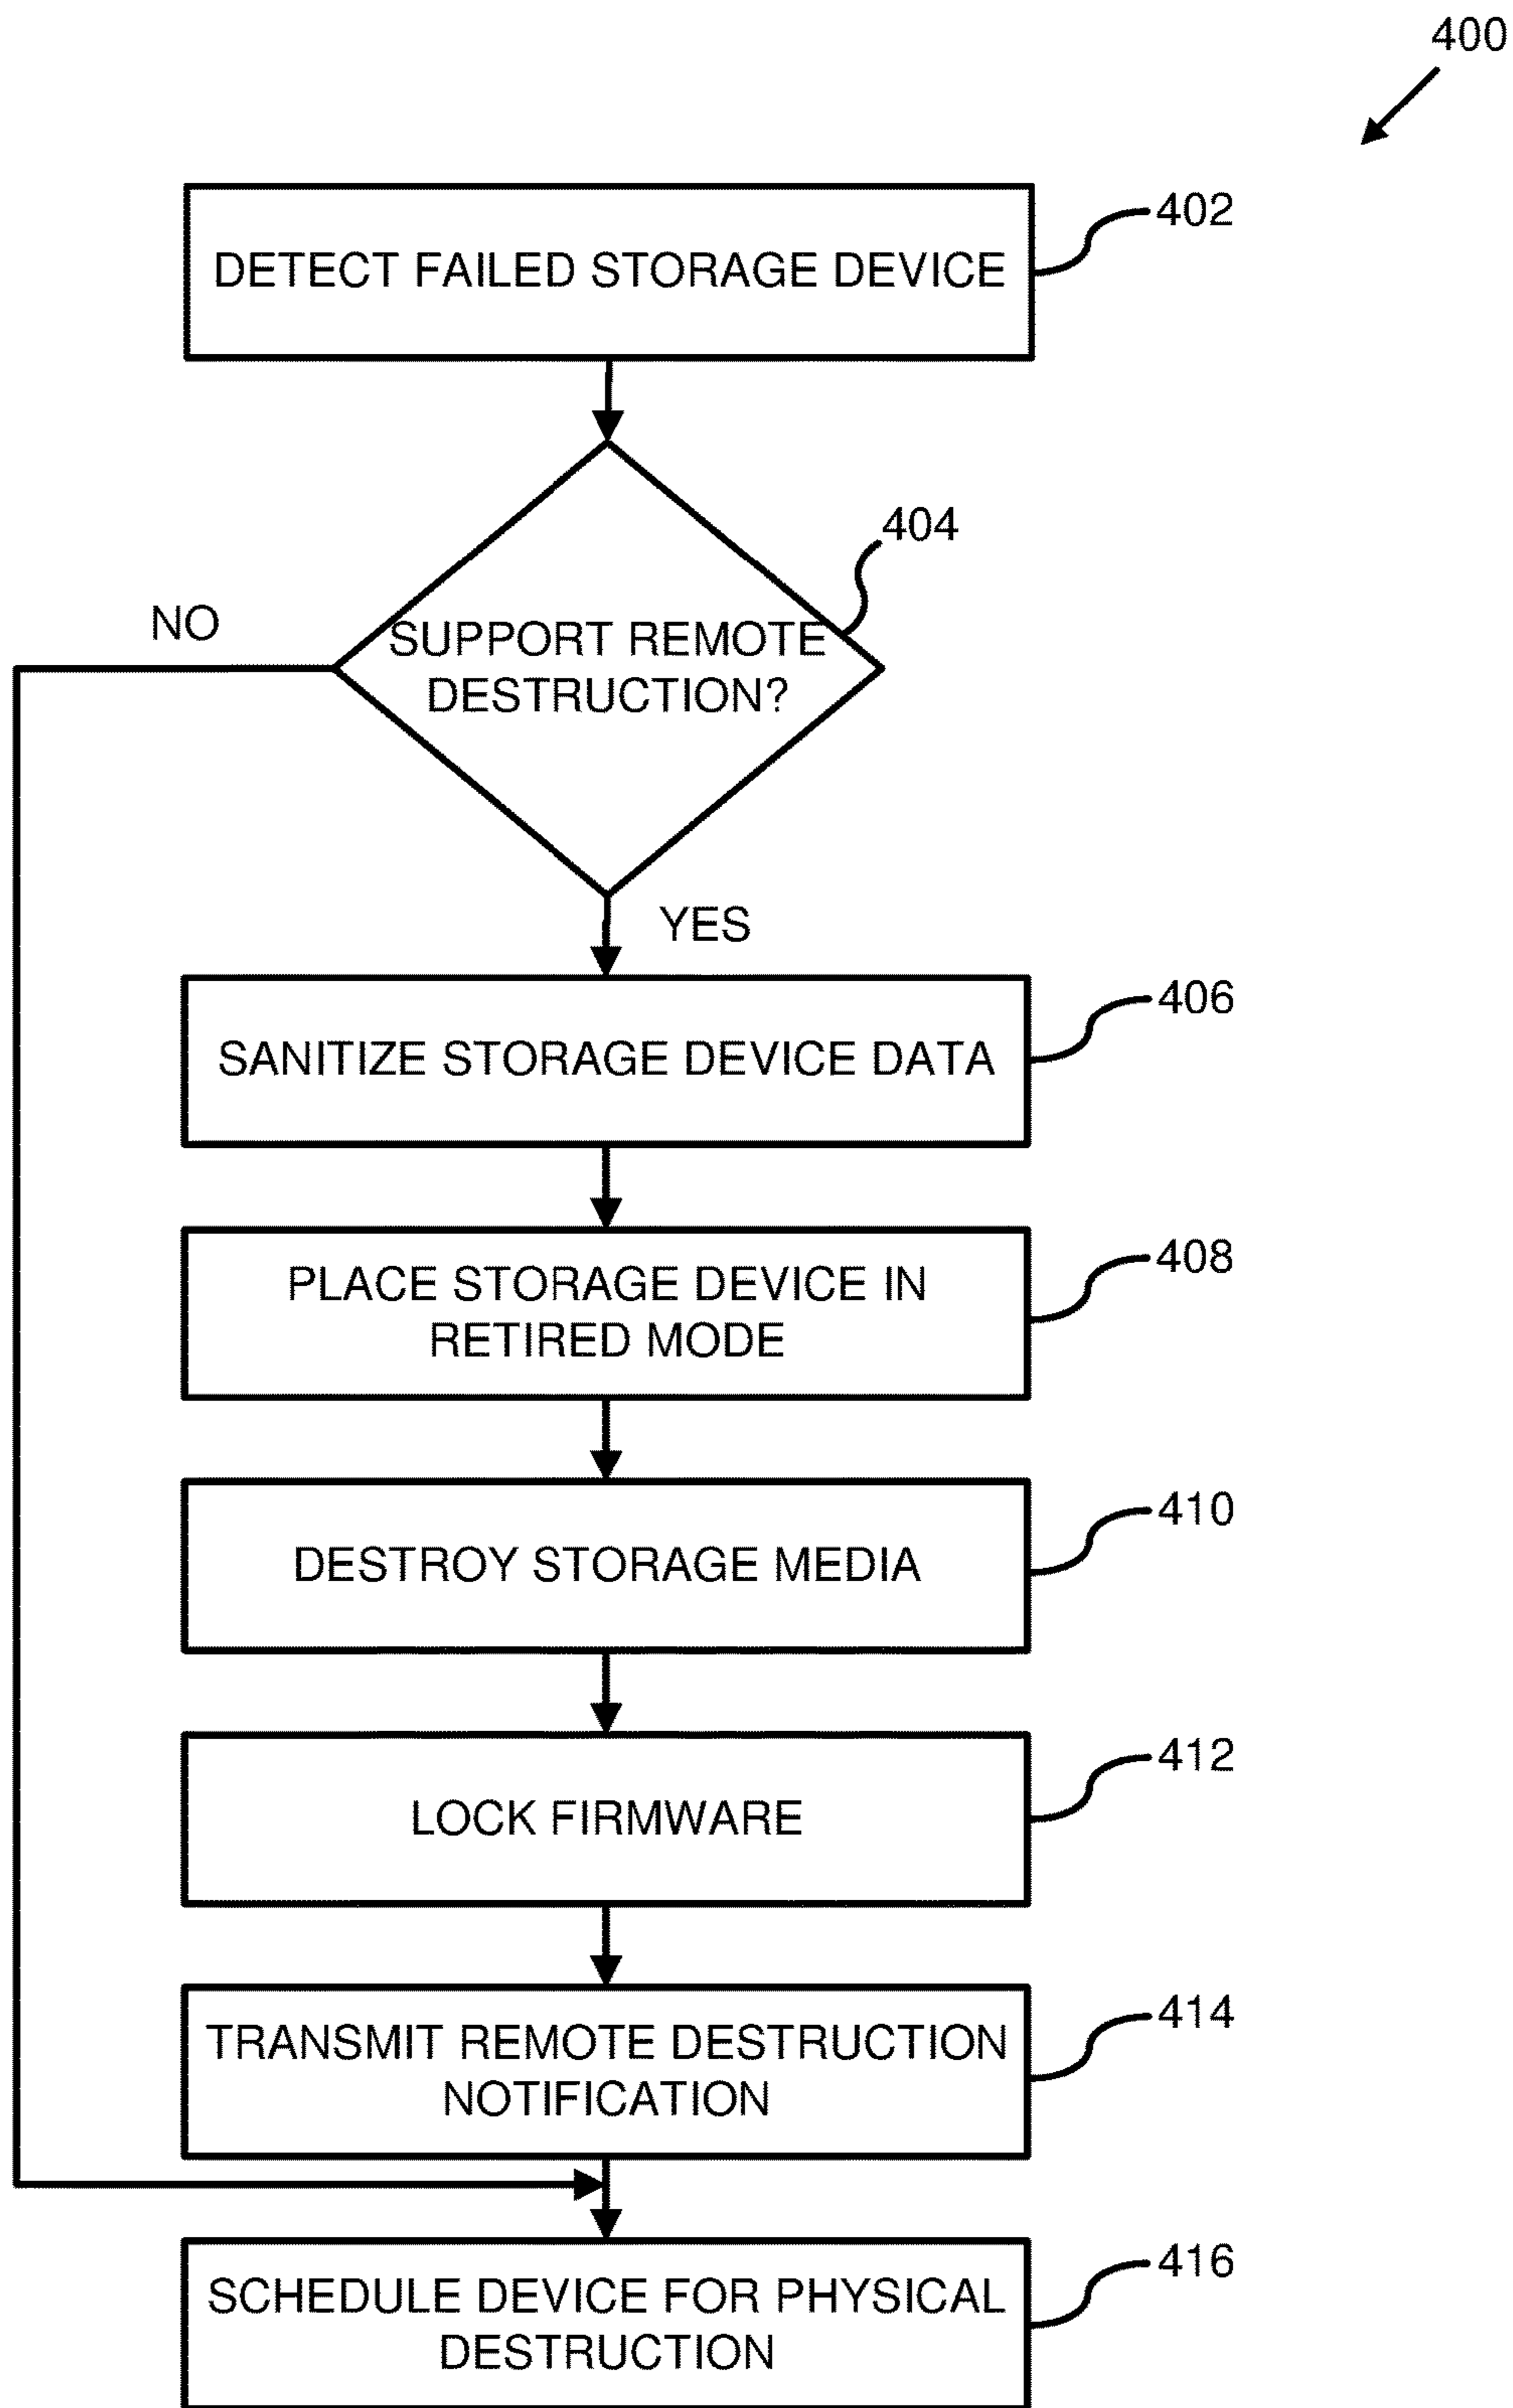 400
DETECT FAILED STORAGE DEVICE
402
404
NO
SUPPORT REMOTE
DESTRUCTION?
YES
SANITIZE STORAGE DEVICE DATA
406
PLACE STORAGE DEVICE IN
RETIRED MODE
408
DESTROY STORAGE MEDIA
410
LOCK FIRMWARE
412
TRANSMIT REMOTE DESTRUCTION
NOTIFICATION
414
SCHEDULE DEVICE FOR PHYSICAL
DESTRUCTION
416